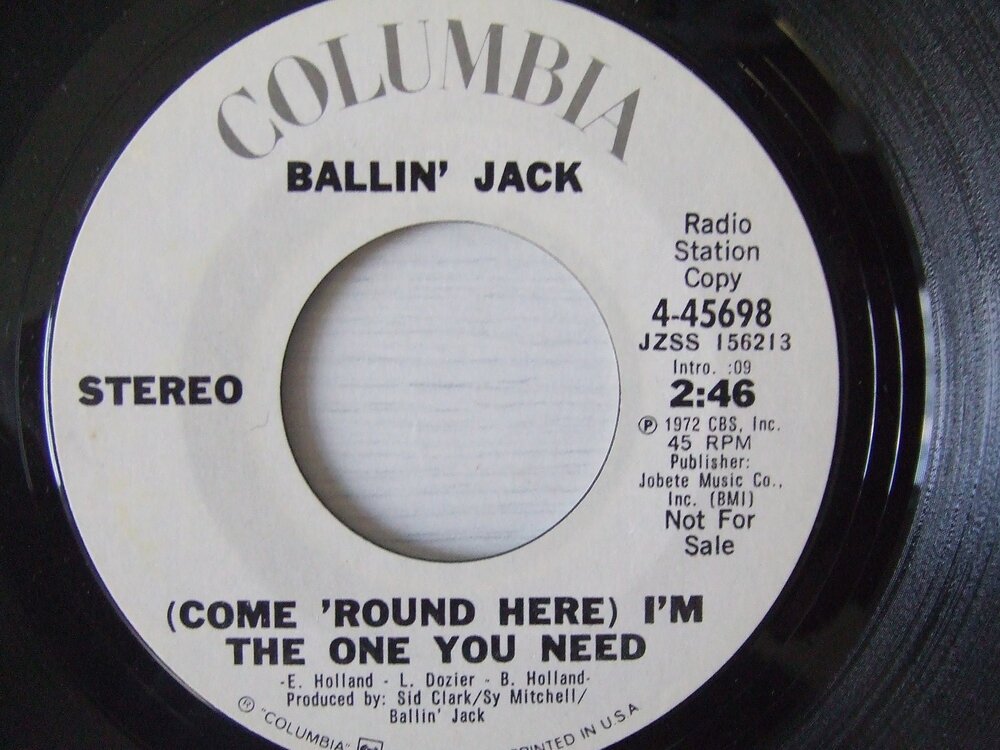 COLUMBIA
BALLIN' JACK
Radio
Station
Copy
4-45698
JZSS 156213
Intro. :09
2:46
STEREO
℗ 1972 CBS, Inc.
45 RPM
Publisher:
Jobete Music Co.,
Inc. (BMI)
Not For
Sale
(COME 'ROUND HERE) I'M
THE ONE YOU NEED
-E. Holland - L. Dozier - B. Holland-
Produced by: Sid Clark/Sy Mitchell/
Ballin' Jack
® "COLUMBIA"
PRINTED IN U.S.A